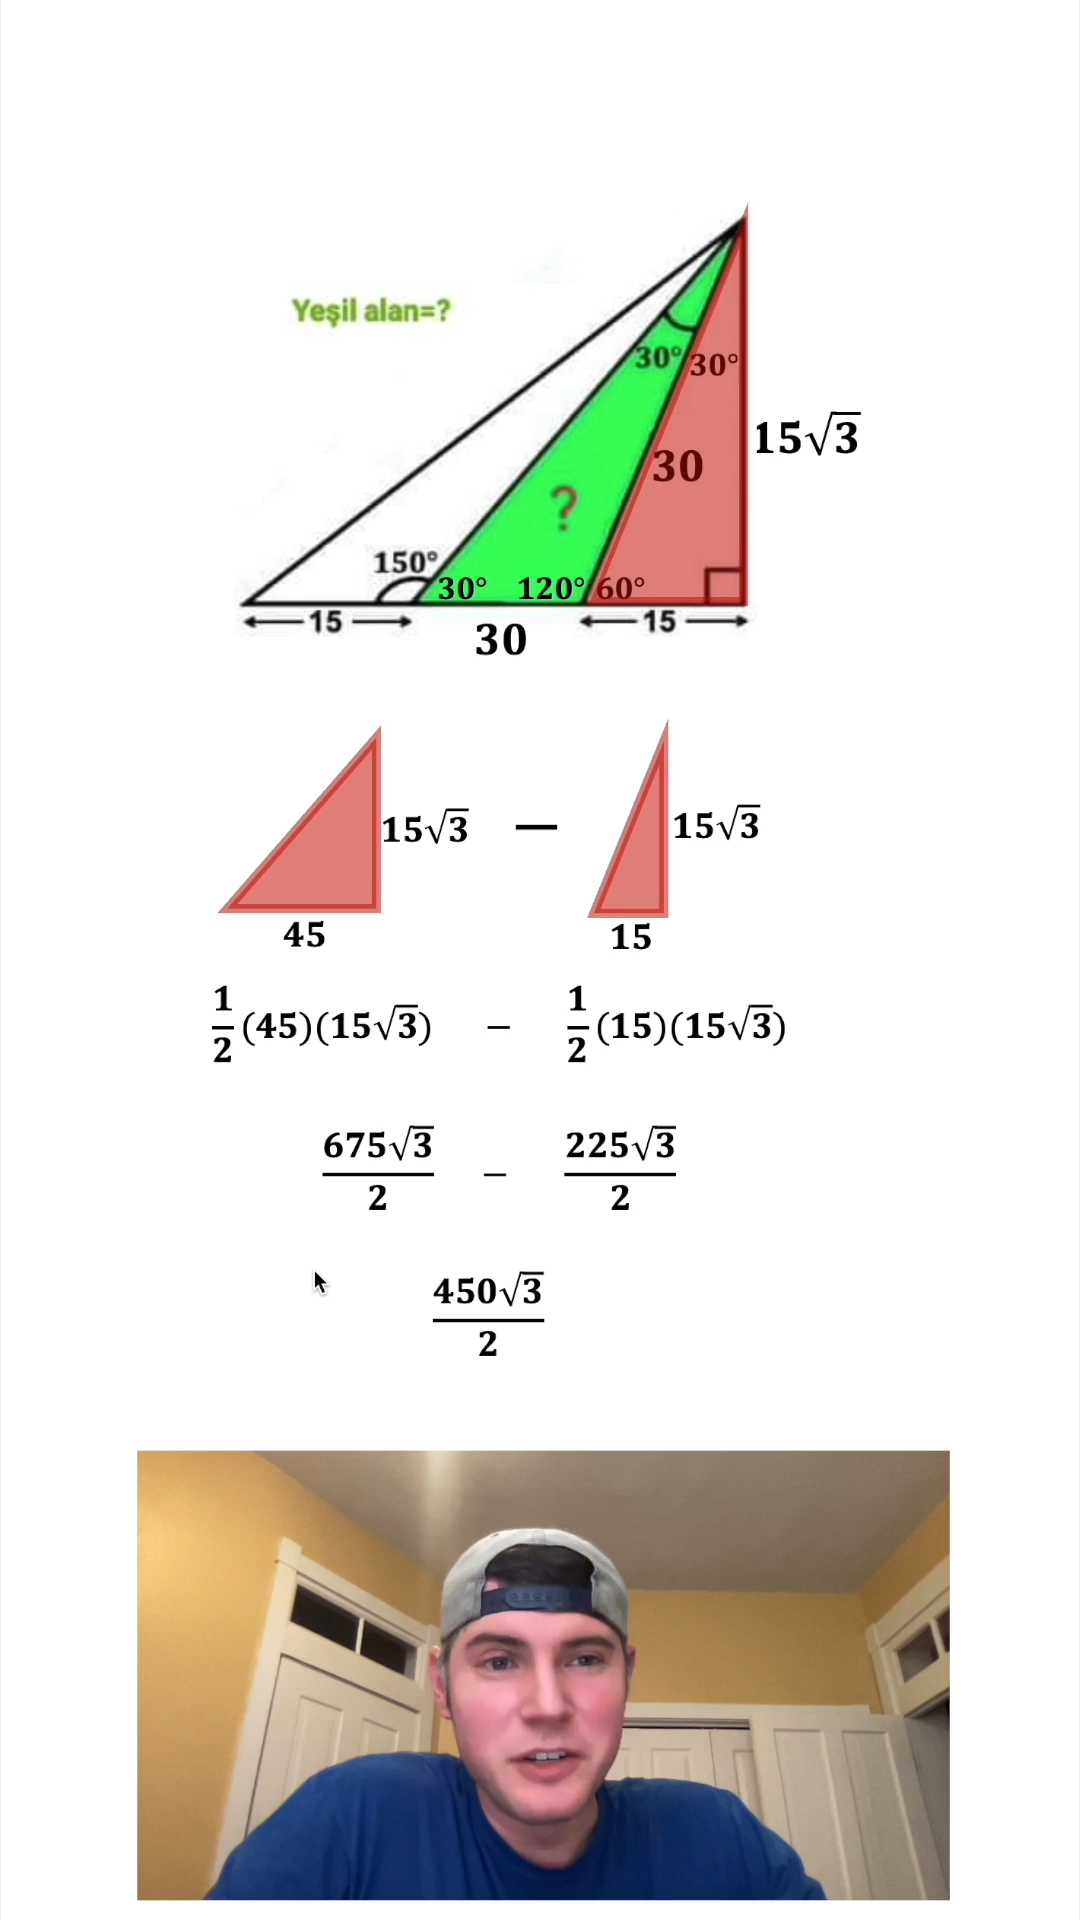 Yeşil alan=?
30° 30°
15√3
30
?
150°
30° 120° 60°
15 15
30
15√3 — 15√3
45 15
1/2 (45)(15√3) − 1/2 (15)(15√3)
675√3/2 − 225√3/2
450√3/2